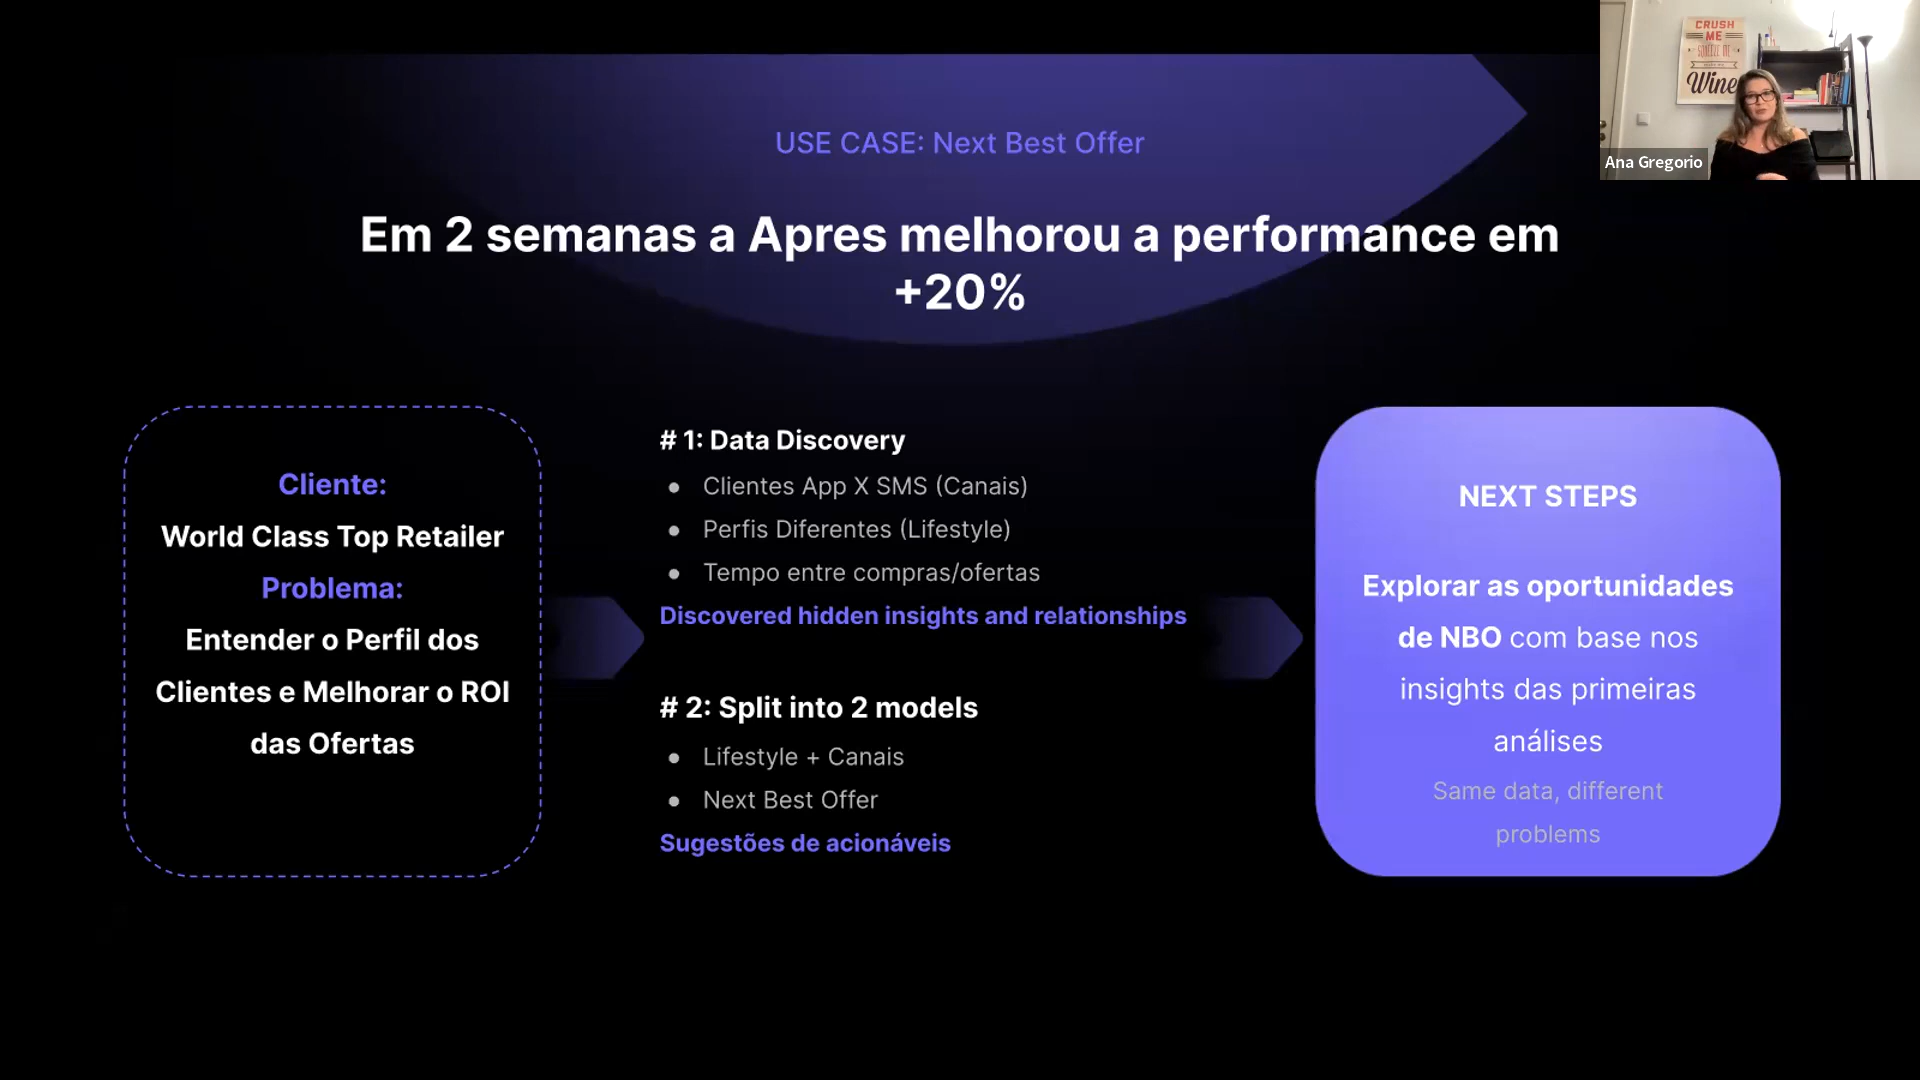 USE CASE: Next Best Offer
Em 2 semanas a Apres melhorou a performance em
+20%
Cliente:
World Class Top Retailer
Problema:
Entender o Perfil dos
Clientes e Melhorar o ROI
das Ofertas
# 1: Data Discovery
Clientes App X SMS (Canais)
Perfis Diferentes (Lifestyle)
Tempo entre compras/ofertas
Discovered hidden insights and relationships
# 2: Split into 2 models
Lifestyle + Canais
Next Best Offer
Sugestões de acionáveis
NEXT STEPS
Explorar as oportunidades
de NBO com base nos
insights das primeiras
análises
Same data, different
problems
CRUSH
ME
SQUEEZE ME
Wine
Ana Gregorio